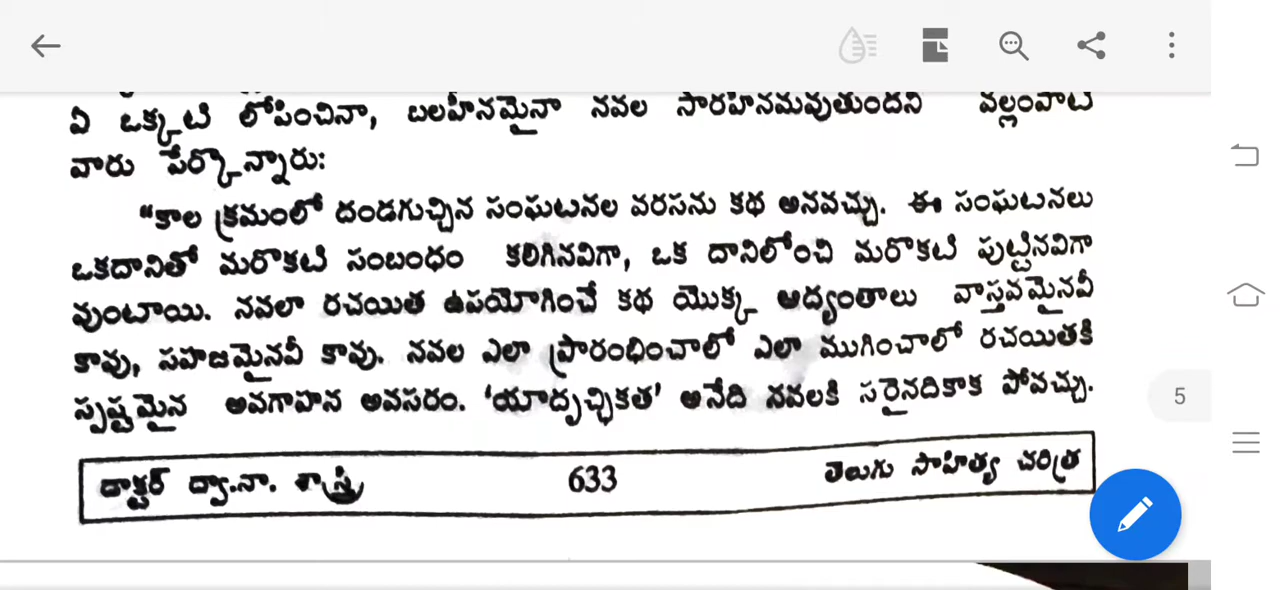 ఏ ఒక్కటి లోపించినా, బలహీనమైనా నవల సారహీనమవుతుందని వల్లంపాటి
వారు పేర్కొన్నారు:
“కాల క్రమంలో దండగుచ్చిన సంఘటనల వరసను కథ అనవచ్చు. ఈ సంఘటనలు
ఒకదానితో మరొకటి సంబంధం కలిగినవిగా, ఒక దానిలోంచి మరొకటి పుట్టినవిగా
వుంటాయి. నవలా రచయిత ఉపయోగించే కథ యొక్క ఆద్యంతాలు వాస్తవమైనవీ
కావు, సహజమైనవీ కావు. నవల ఎలా ప్రారంభించాలో ఎలా ముగించాలో రచయితకి
స్పష్టమైన అవగాహన అవసరం. ‘యాదృచ్ఛికత’ అనేది నవలకి సరైనదికాక పోవచ్చు.
5
డాక్టర్ ద్వా.నా. శాస్త్రి 633 తెలుగు సాహిత్య చరిత్ర